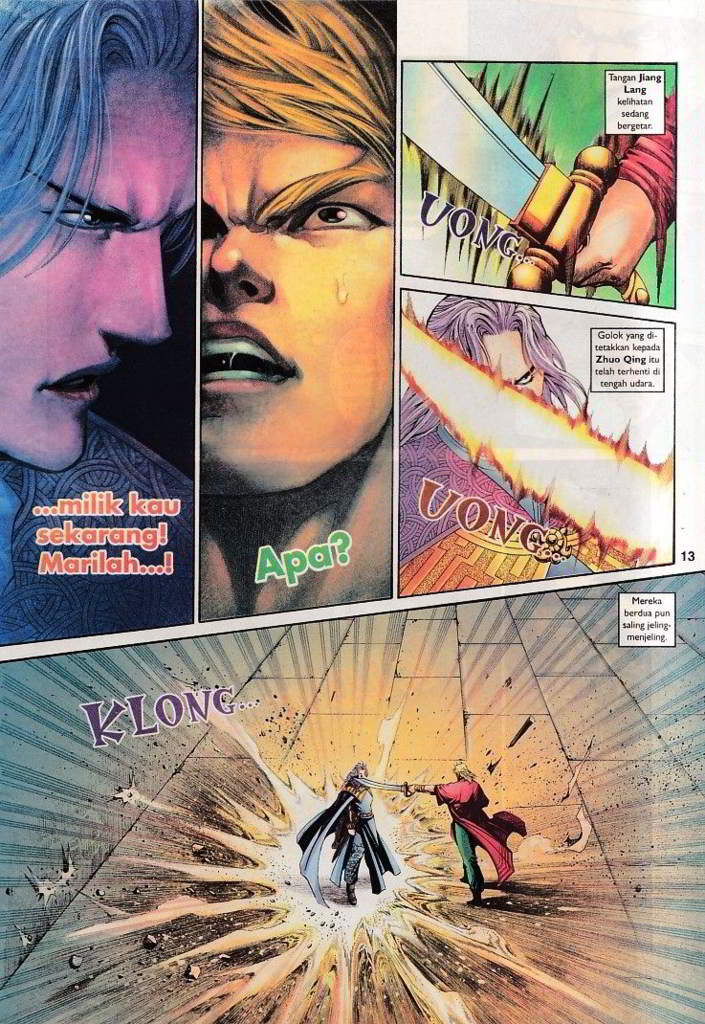 ...milik kau
sekarang!
Marilah...!
Apa?
Tangan Jiang
Lang
kelihatan
sedang
bergetar.
UONG...
Golok yang di-
tetakkan kepada
Zhuo Qing itu
telah terhenti di
tengah udara.
UONG...
13
Mereka
berdua pun
saling jeling-
menjeling.
KLONG...